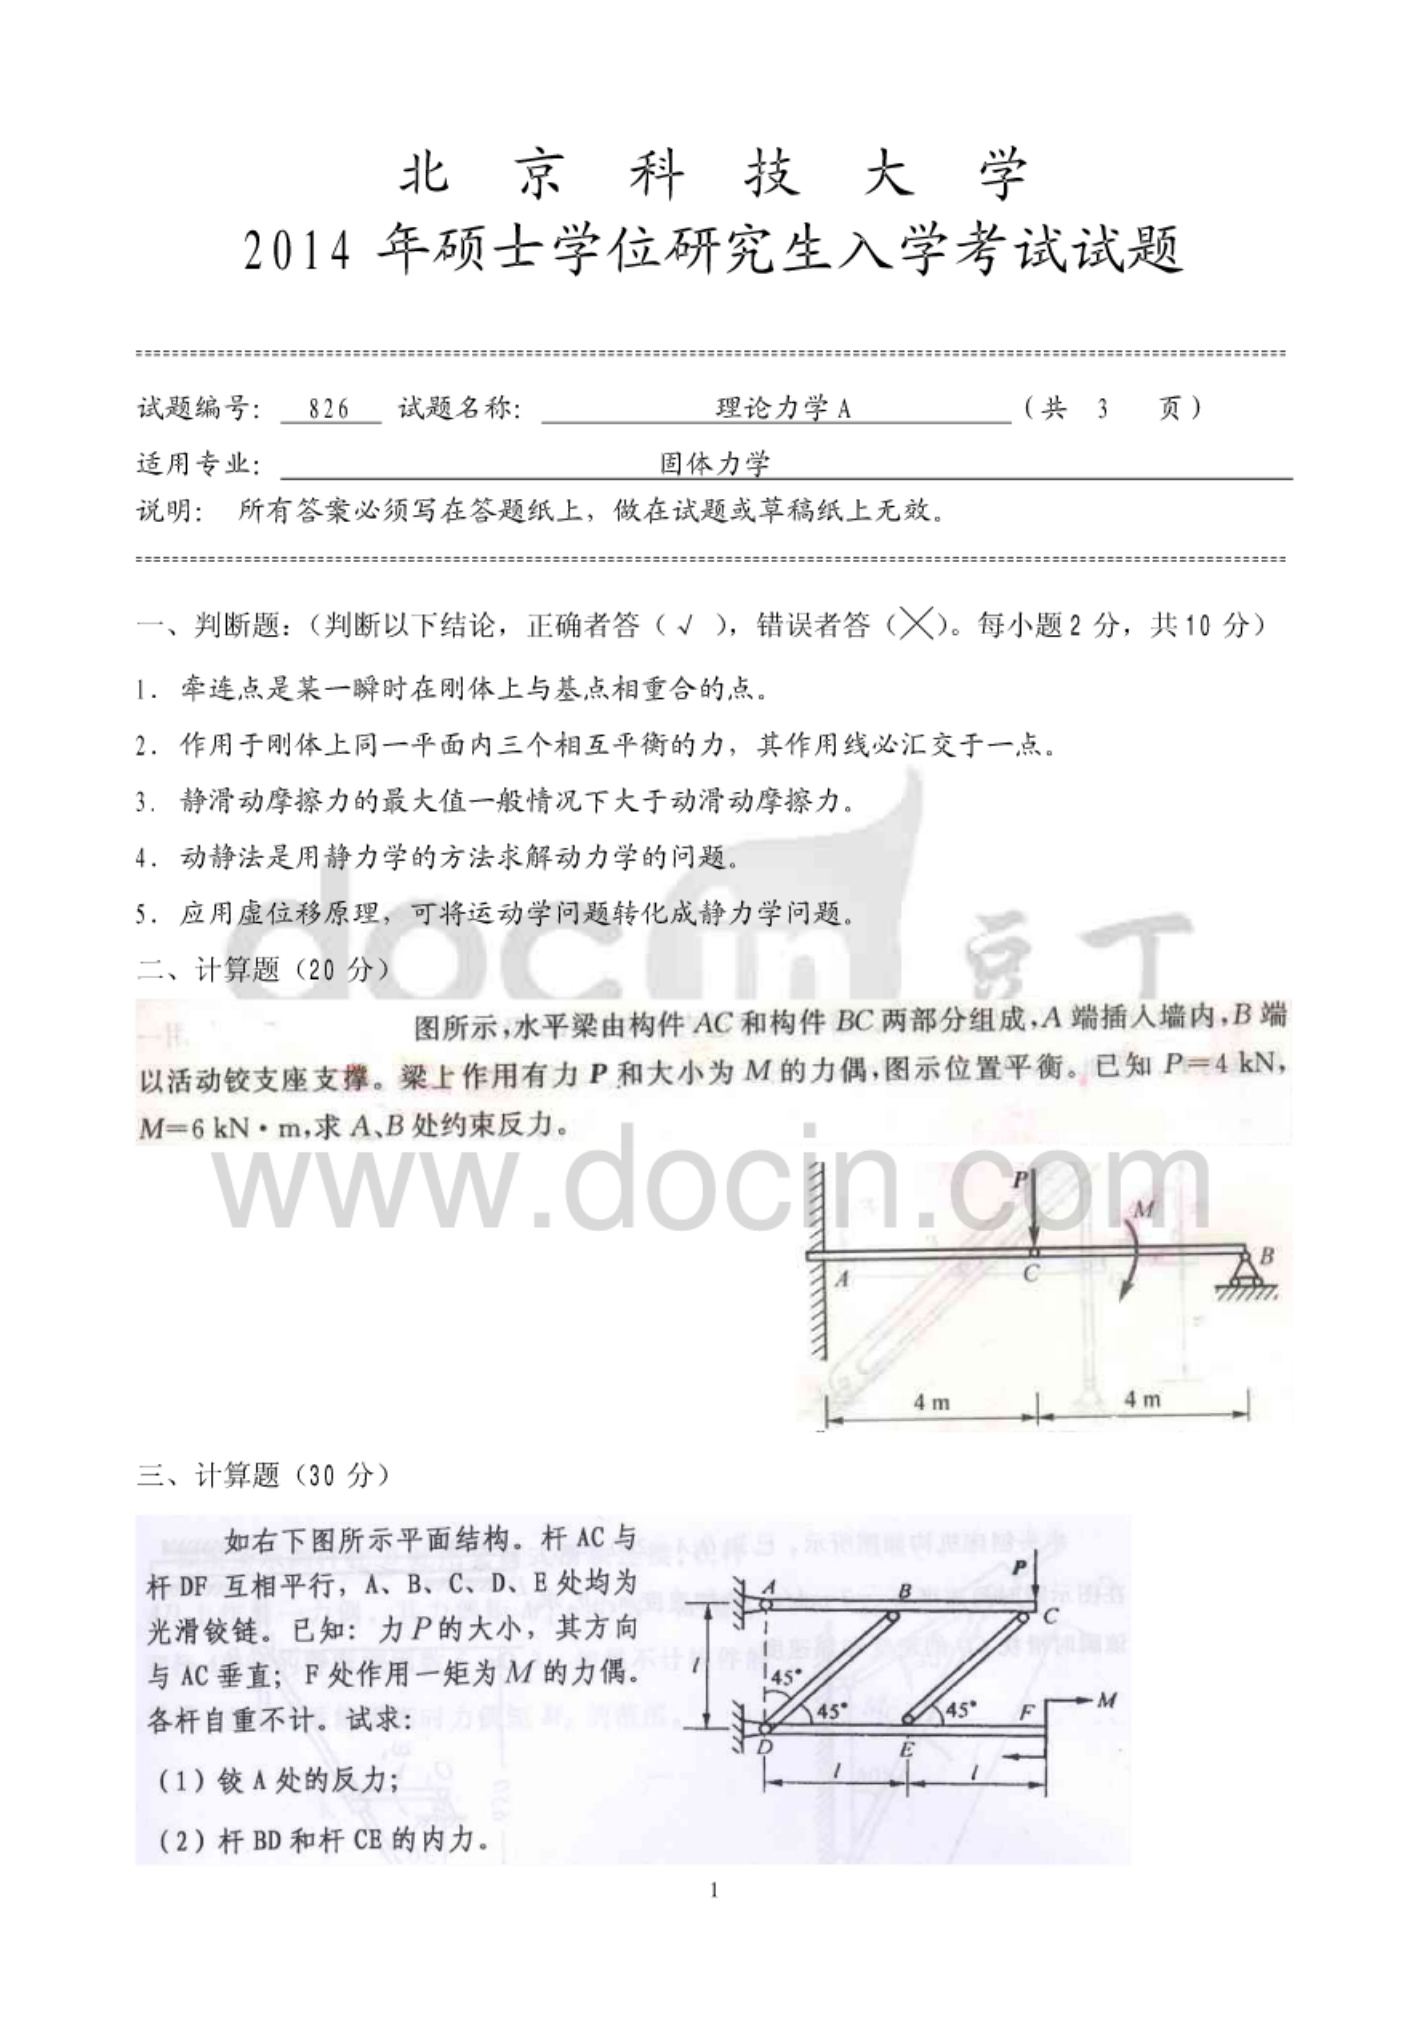 北 京 科 技 大 学
2014 年硕士学位研究生入学考试试题
试题编号： 826 试题名称： 理论力学A （共 3 页）
适用专业： 固体力学
说明： 所有答案必须写在答题纸上，做在试题或草稿纸上无效。
一、判断题：（判断以下结论，正确者答（√ ），错误者答（╳）。每小题2 分，共10 分）
1. 牵连点是某一瞬时在刚体上与基点相重合的点。
2. 作用于刚体上同一平面内三个相互平衡的力，其作用线必汇交于一点。
3. 静滑动摩擦力的最大值一般情况下大于动滑动摩擦力。
4. 动静法是用静力学的方法求解动力学的问题。
5. 应用虚位移原理，可将运动学问题转化成静力学问题。
docin 豆丁
二、计算题（20 分）
图所示,水平梁由构件 AC 和构件 BC 两部分组成,A 端插入墙内,B 端
以活动铰支座支撑。梁上作用有力 P 和大小为 M 的力偶,图示位置平衡。已知 P=4 kN,
M=6 kN·m,求 A、B 处约束反力。
www.docin.com
P
M
A
C
B
4 m
4 m
三、计算题（30 分）
如右下图所示平面结构。杆 AC 与
杆 DF 互相平行，A、B、C、D、E 处均为
光滑铰链。已知：力 P 的大小，其方向
与 AC 垂直；F 处作用一矩为 M 的力偶。
各杆自重不计。试求：
(1) 铰 A 处的反力；
(2) 杆 BD 和杆 CE 的内力。
P
A
B
C
l
45°
45°
45°
F
M
D
E
l
l
1